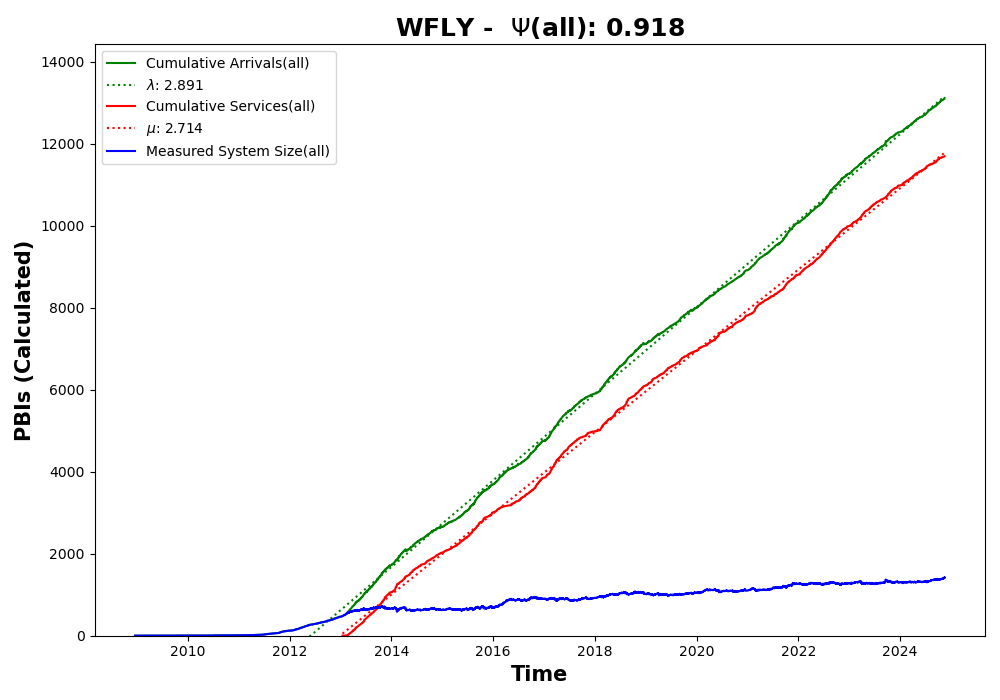 WFLY -  Ψ(all): 0.918
Cumulative Arrivals(all)
λ: 2.891
Cumulative Services(all)
μ: 2.714
Measured System Size(all)
PBIs (Calculated)
14000
12000
10000
8000
6000
4000
2000
0
2010 2012 2014 2016 2018 2020 2022 2024
Time